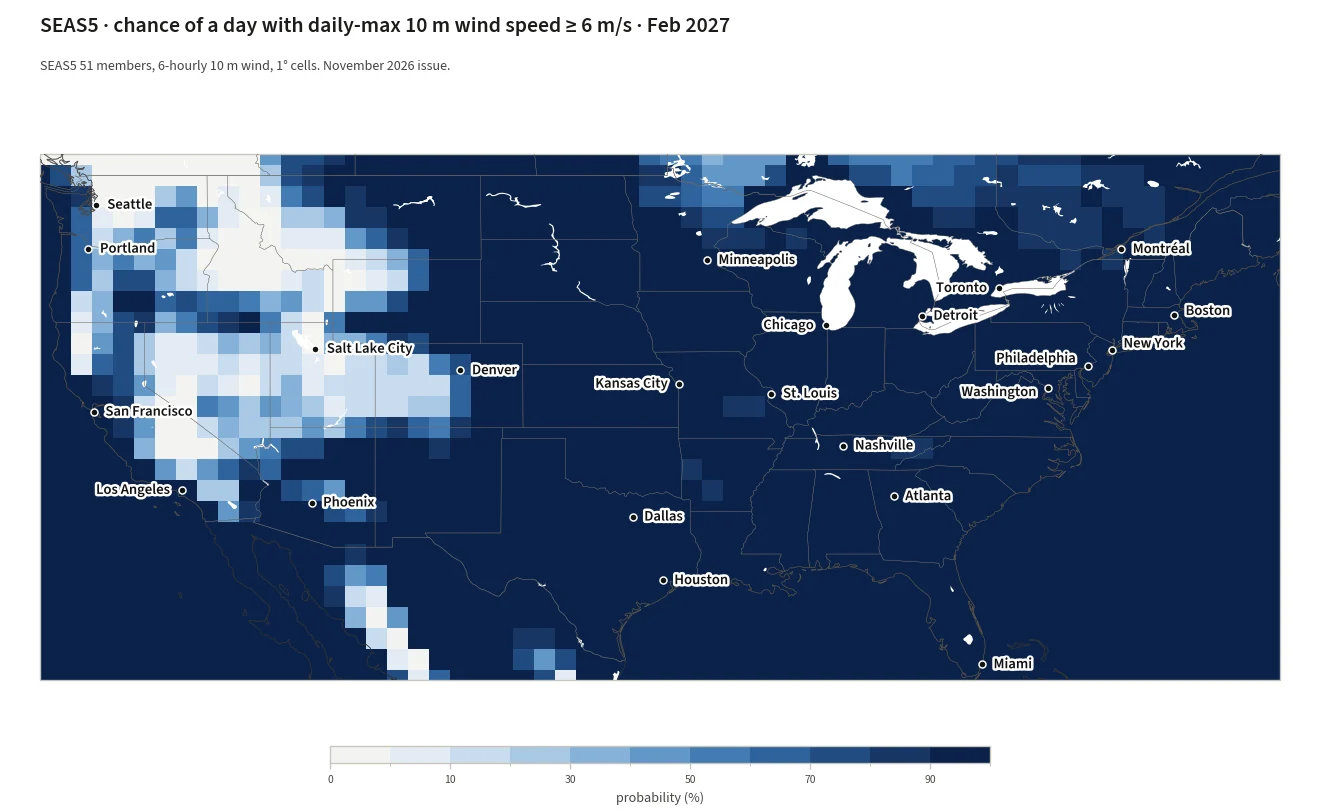 SEAS5 · chance of a day with daily-max 10 m wind speed ≥ 6 m/s · Feb 2027
SEAS5 51 members, 6-hourly 10 m wind, 1° cells. November 2026 issue.
Seattle
Portland
Montréal
Minneapolis
Toronto
Boston
Detroit
Chicago
New York
Salt Lake City
Philadelphia
Denver
Kansas City
Washington
St. Louis
San Francisco
Nashville
Los Angeles
Atlanta
Phoenix
Dallas
Houston
Miami
0 10 30 50 70 90
probability (%)